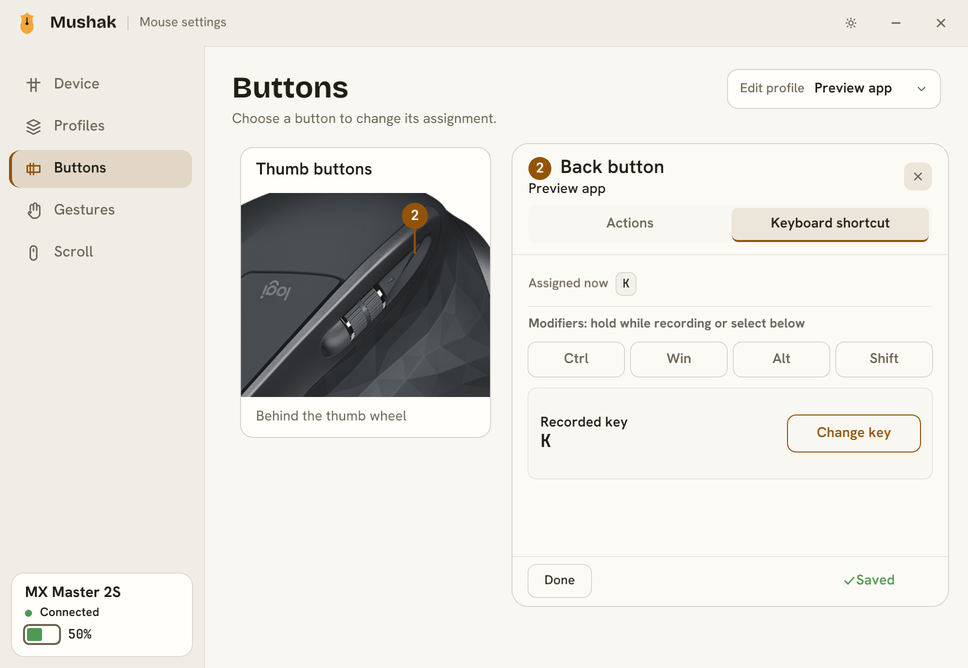 Mushak
Mouse settings
Device
Profiles
Buttons
Gestures
Scroll
MX Master 2S
Connected
50%
Buttons
Choose a button to change its assignment.
Edit profile Preview app
Thumb buttons
2
logi
Behind the thumb wheel
2 Back button
Preview app
Actions
Keyboard shortcut
Assigned now K
Modifiers: hold while recording or select below
Ctrl
Win
Alt
Shift
Recorded key
K
Change key
Done
Saved